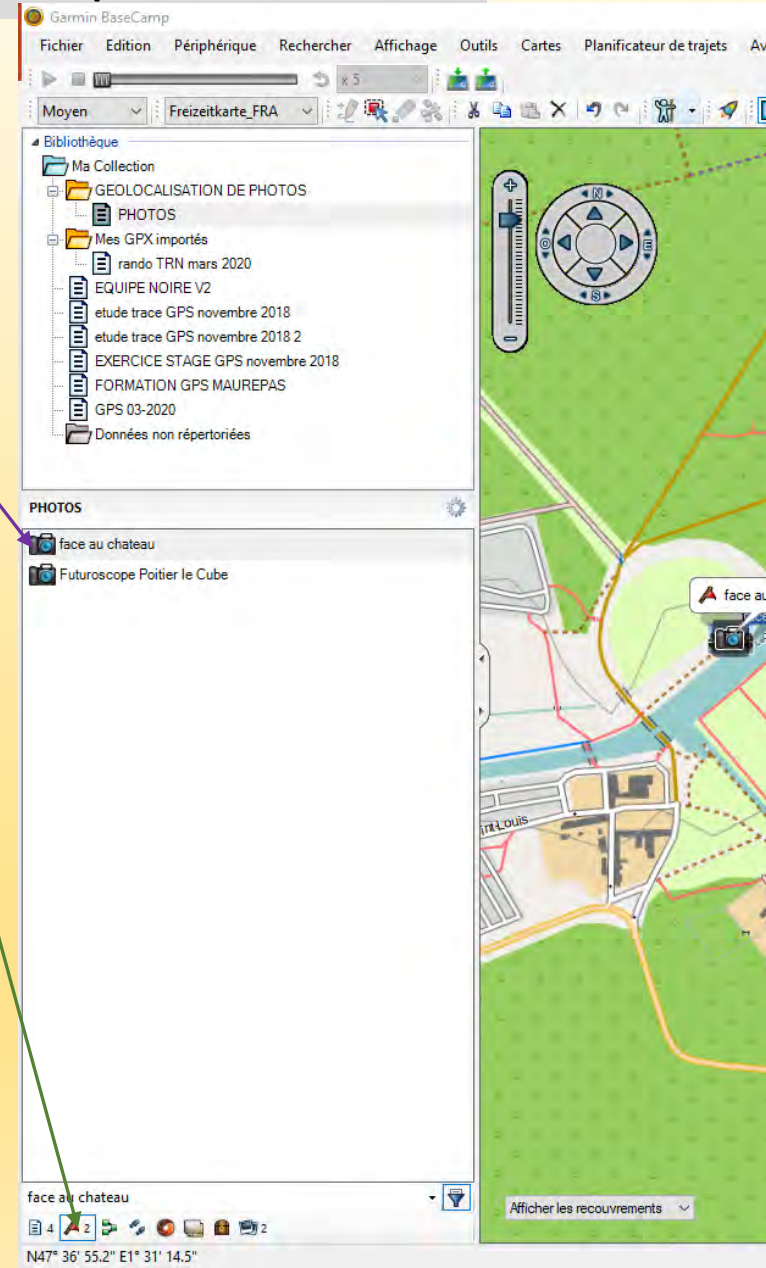 Garmin BaseCamp
Fichier Edition Périphérique Rechercher Affichage Outils Cartes Planificateur de trajets Av
x 5
Moyen Freizeitkarte_FRA
Bibliothèque
Ma Collection
GEOLOCALISATION DE PHOTOS
PHOTOS
Mes GPX importés
rando TRN mars 2020
EQUIPE NOIRE V2
etude trace GPS novembre 2018
etude trace GPS novembre 2018 2
EXERCICE STAGE GPS novembre 2018
FORMATION GPS MAUREPAS
GPS 03-2020
Données non répertoriées
N
O E
S
PHOTOS
face au chateau
Futuroscope Poitier le Cube
face au
int-Louis
face au chateau
Afficher les recouvrements
4 2 2
N47° 36' 55.2" E1° 31' 14.5"